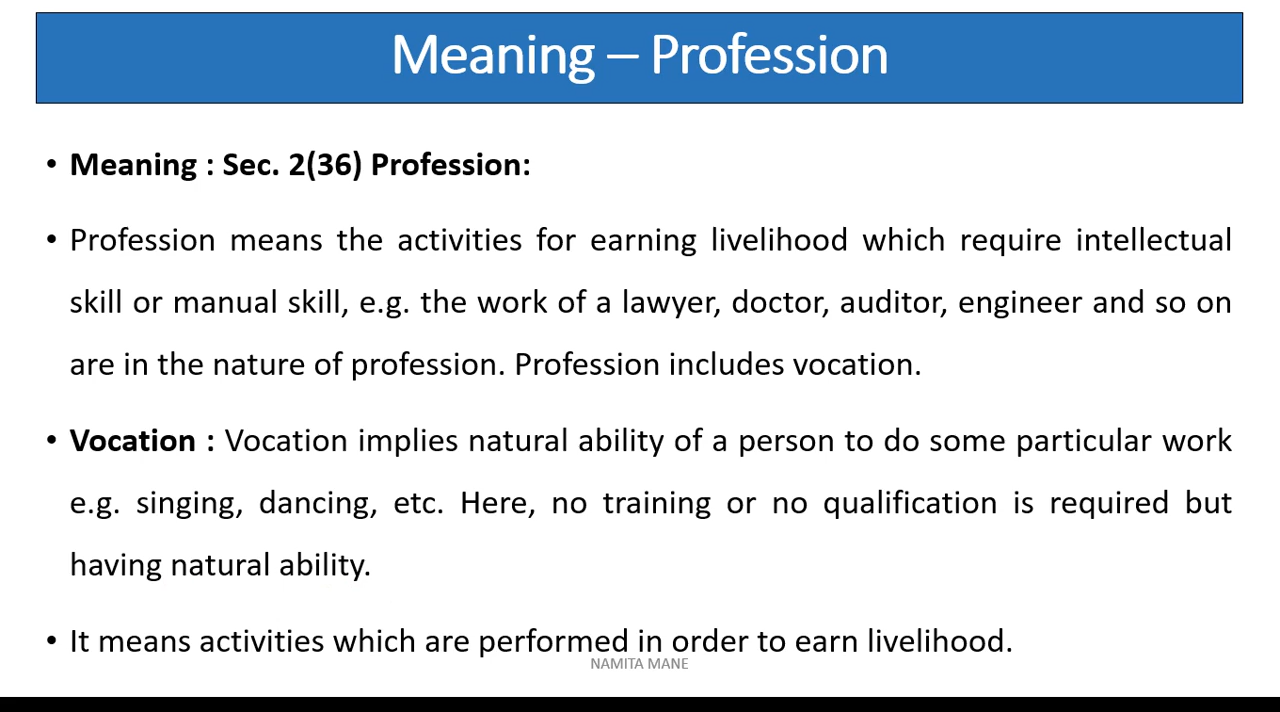 Meaning – Profession
• Meaning : Sec. 2(36) Profession:
• Profession means the activities for earning livelihood which require intellectual
skill or manual skill, e.g. the work of a lawyer, doctor, auditor, engineer and so on
are in the nature of profession. Profession includes vocation.
• Vocation : Vocation implies natural ability of a person to do some particular work
e.g. singing, dancing, etc. Here, no training or no qualification is required but
having natural ability.
• It means activities which are performed in order to earn livelihood.
NAMITA MANE